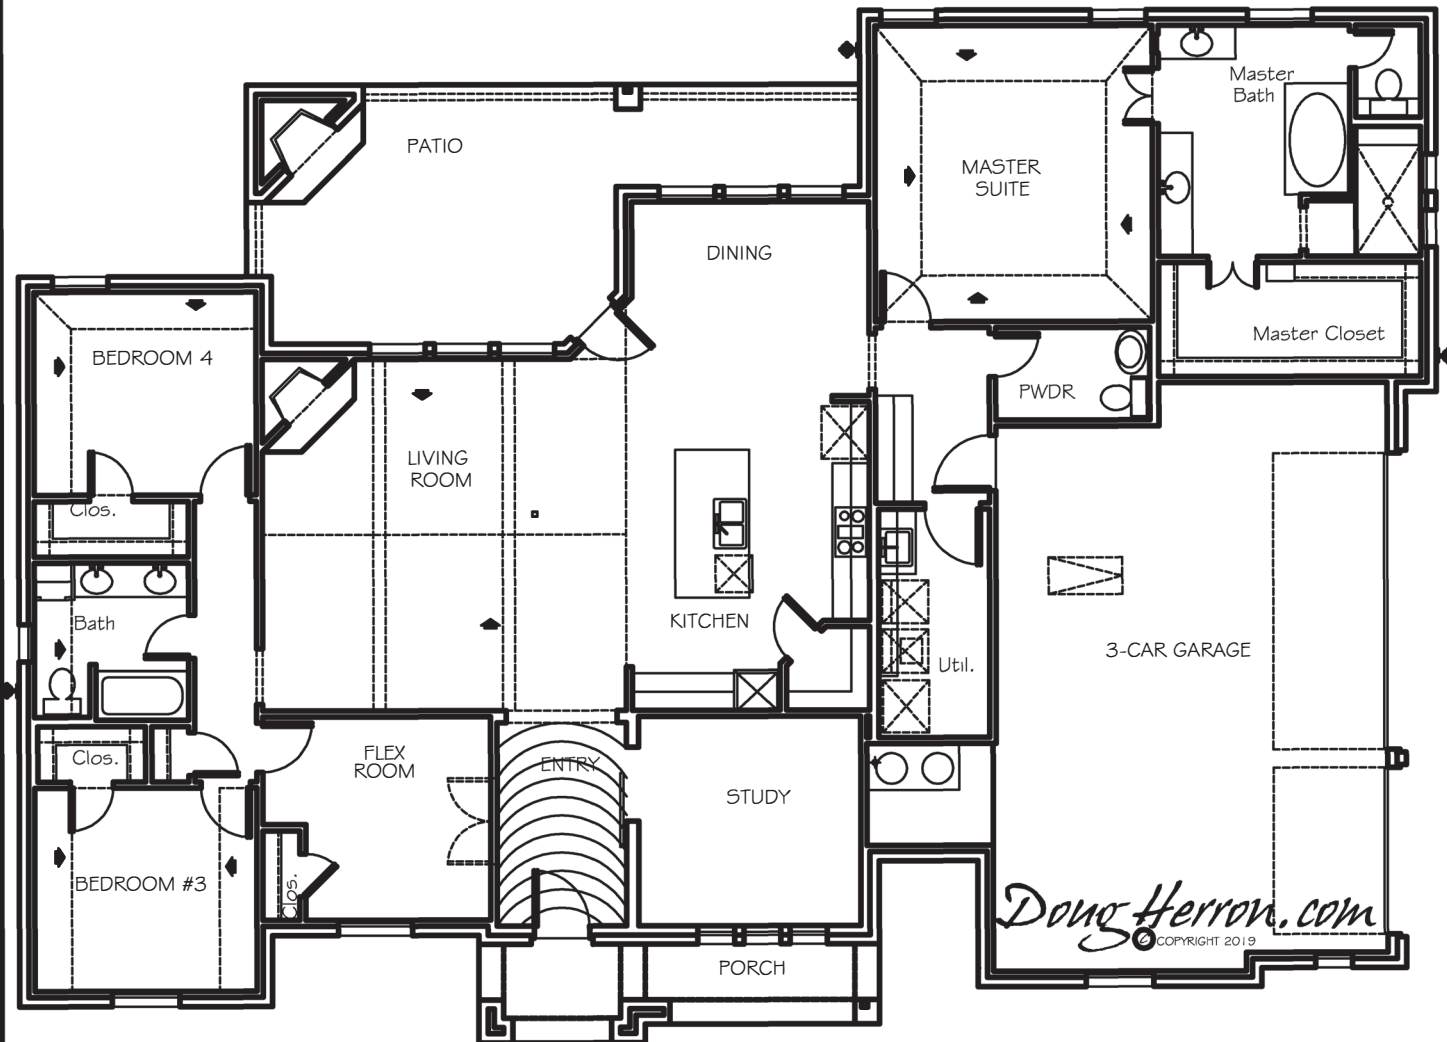 Master
Bath
PATIO
MASTER
SUITE
DINING
Master Closet
BEDROOM 4
PWDR
LIVING
ROOM
Clos.
Bath
KITCHEN
3-CAR GARAGE
Util.
Clos.
FLEX
ROOM
ENTRY
STUDY
BEDROOM #3
Clos.
DougHerron.com
© COPYRIGHT 2019
PORCH